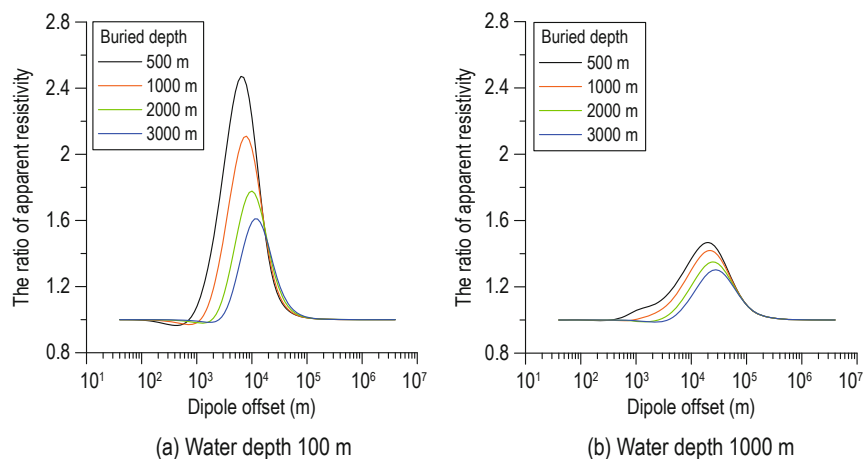 2.8
2.4
2
1.6
1.2
0.8
The ratio of apparent resistivity
Buried depth
500 m
1000 m
2000 m
3000 m
10¹ 10² 10³ 10⁴ 10⁵ 10⁶ 10⁷
Dipole offset (m)
(a) Water depth 100 m
2.8
2.4
2
1.6
1.2
0.8
The ratio of apparent resistivity
Buried depth
500 m
1000 m
2000 m
3000 m
10¹ 10² 10³ 10⁴ 10⁵ 10⁶ 10⁷
Dipole offset (m)
(b) Water depth 1000 m